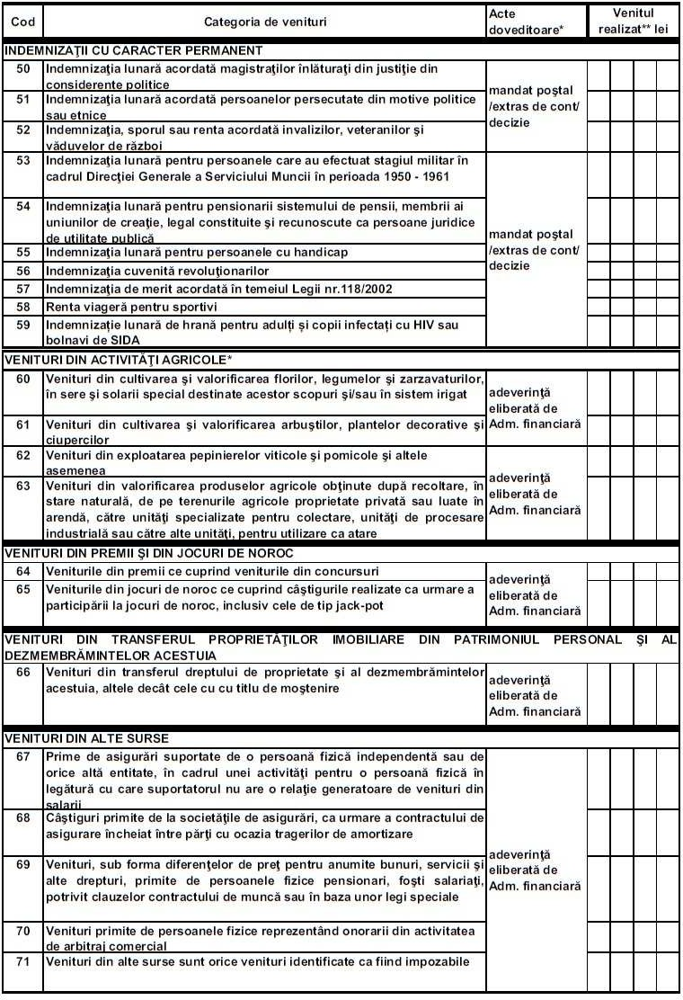 Cod
Categoria de venituri
Acte
doveditoare*
Venitul
realizat** lei
INDEMNIZAŢII CU CARACTER PERMANENT
50
Indemnizaţia lunară acordată magistraţilor înlăturaţi din justiţie din
considerente politice
51
Indemnizaţia lunară acordată persoanelor persecutate din motive politice
sau etnice
52
Indemnizaţia, sporul sau renta acordată invalizilor, veteranilor şi
văduvelor de război
mandat poştal
/extras de cont/
decizie
53
Indemnizaţia lunară pentru persoanele care au efectuat stagiul militar în
cadrul Direcţiei Generale a Serviciului Muncii în perioada 1950 - 1961
54
Indemnizaţia lunară pentru pensionarii sistemului de pensii, membrii ai
uniunilor de creaţie, legal constituite şi recunoscute ca persoane juridice
de utilitate publică
55
Indemnizaţia lunară pentru persoanele cu handicap
56
Indemnizaţia cuvenită revoluţionarilor
57
Indemnizaţia de merit acordată în temeiul Legii nr.118/2002
58
Renta viageră pentru sportivi
59
Indemnizație lunară de hrană pentru adulți și copii infectați cu HIV sau
bolnavi de SIDA
mandat poştal
/extras de cont/
decizie
VENITURI DIN ACTIVITĂŢI AGRICOLE*
60
Venituri din cultivarea şi valorificarea florilor, legumelor şi zarzavaturilor,
în sere şi solarii special destinate acestor scopuri şi/sau în sistem irigat
61
Venituri din cultivarea şi valorificarea arbuştilor, plantelor decorative şi
ciupercilor
adeverinţă
eliberată de
Adm. financiară
62
Venituri din exploatarea pepinierelor viticole şi pomicole şi altele
asemenea
63
Venituri din valorificarea produselor agricole obţinute după recoltare, în
stare naturală, de pe terenurile agricole proprietate privată sau luate în
arendă, către unităţi specializate pentru colectare, unităţi de procesare
industrială sau către alte unităţi, pentru utilizare ca atare
adeverinţă
eliberată de
Adm. financiară
VENITURI DIN PREMII ŞI DIN JOCURI DE NOROC
64
Veniturile din premii ce cuprind veniturile din concursuri
65
Veniturile din jocuri de noroc ce cuprind câştigurile realizate ca urmare a
participării la jocuri de noroc, inclusiv cele de tip jack-pot
adeverinţă
eliberată de
Adm. financiară
VENITURI DIN TRANSFERUL PROPRIETĂŢILOR IMOBILIARE DIN PATRIMONIUL PERSONAL ŞI AL
DEZMEMBRĂMINTELOR ACESTUIA
66
Venituri din transferul dreptului de proprietate şi al dezmembrămintelor
acestuia, altele decât cele cu cu titlu de moştenire
adeverinţă
eliberată de
Adm. financiară
VENITURI DIN ALTE SURSE
67
Prime de asigurări suportate de o persoană fizică independentă sau de
orice altă entitate, în cadrul unei activităţi pentru o persoană fizică în
legătură cu care suportatorul nu are o relaţie generatoare de venituri din
salarii
68
Câştiguri primite de la societăţile de asigurări, ca urmare a contractului de
asigurare încheiat între părţi cu ocazia tragerilor de amortizare
69
Venituri, sub forma diferenţelor de preţ pentru anumite bunuri, servicii şi
alte drepturi, primite de persoanele fizice pensionari, foşti salariaţi,
potrivit clauzelor contractului de muncă sau în baza unor legi speciale
70
Venituri primite de persoanele fizice reprezentând onorarii din activitatea
de arbitraj comercial
71
Venituri din alte surse sunt orice venituri identificate ca fiind impozabile
adeverinţă
eliberată de
Adm. financiară